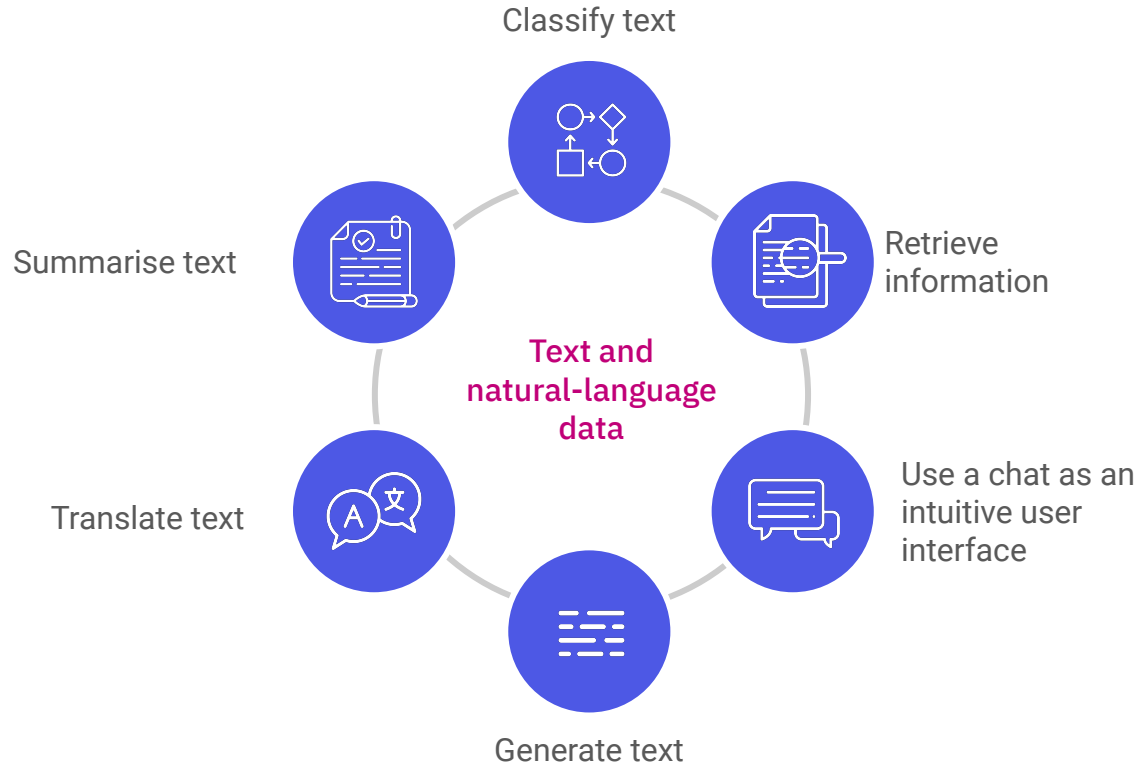 Classify text
Retrieve
information
Summarise text
Text and
natural-language
data
Use a chat as an
intuitive user
interface
Translate text
A
文
Generate text